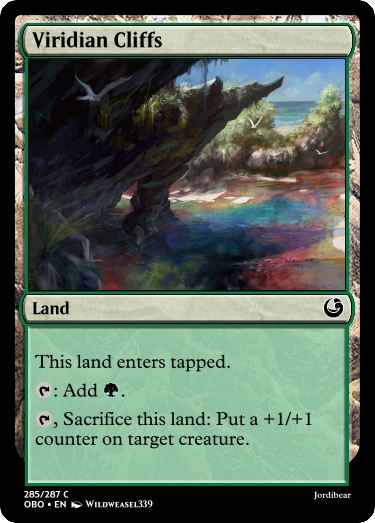 Viridian Cliffs
Land
This land enters tapped.
: Add .
, Sacrifice this land: Put a +1/+1
counter on target creature.
285/287 C
OBO • EN Wildweasel339
Jordibear